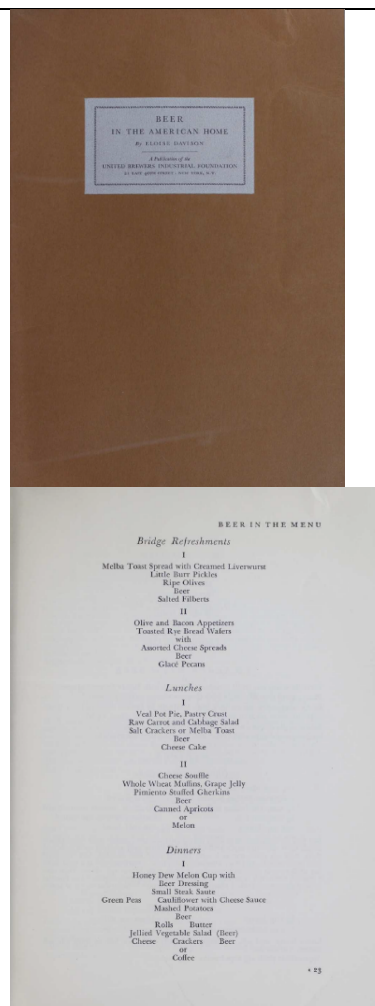 BEER
IN THE AMERICAN HOME
By ELOISE DAVISON
A Publication of the
UNITED BREWERS INDUSTRIAL FOUNDATION
21 EAST 40TH STREET · NEW YORK, N.Y.
BEER IN THE MENU
Bridge Refreshments
I
Melba Toast Spread with Creamed Liverwurst
Little Burr Pickles
Ripe Olives
Beer
Salted Filberts
II
Olive and Bacon Appetizers
Toasted Rye Bread Wafers
with
Assorted Cheese Spreads
Beer
Glacé Pecans
Lunches
I
Veal Pot Pie, Pastry Crust
Raw Carrot and Cabbage Salad
Salt Crackers or Melba Toast
Beer
Cheese Cake
II
Cheese Souffle
Whole Wheat Muffins, Grape Jelly
Pimiento Stuffed Gherkins
Beer
Canned Apricots
or
Melon
Dinners
I
Honey Dew Melon Cup with
Beer Dressing
Small Steak Saute
Green Peas Cauliflower with Cheese Sauce
Mashed Potatoes
Beer
Rolls Butter
Jellied Vegetable Salad (Beer)
Cheese Crackers Beer
or
Coffee
• 23